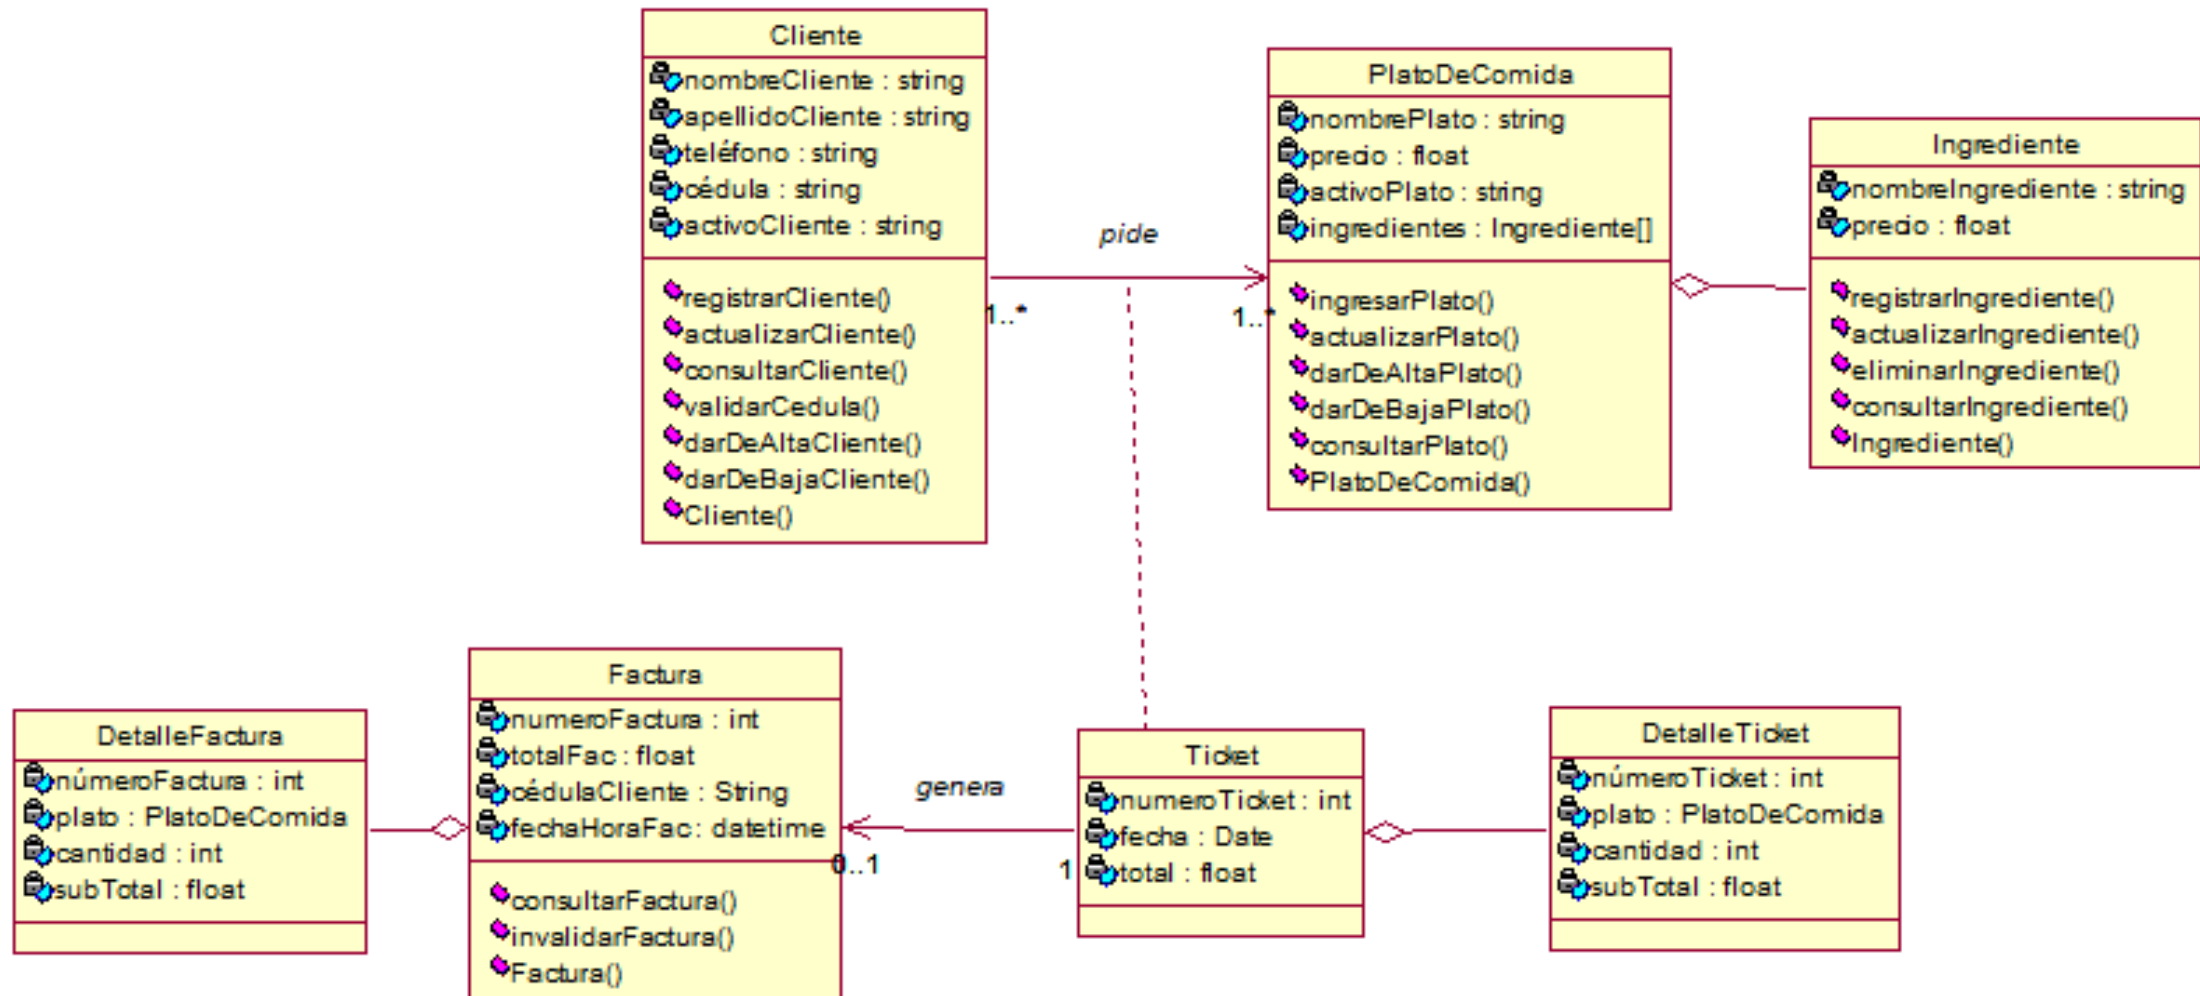 Cliente
nombreCliente : string
apellidoCliente : string
teléfono : string
cédula : string
activoCliente : string
registrarCliente()
actualizarCliente()
consultarCliente()
validarCedula()
darDeAltaCliente()
darDeBajaCliente()
Cliente()
pide
1..*
1..*
PlatoDeComida
nombrePlato : string
precio : float
activoPlato : string
ingredientes : Ingrediente[]
ingresarPlato()
actualizarPlato()
darDeAltaPlato()
darDeBajaPlato()
consultarPlato()
PlatoDeComida()
Ingrediente
nombreIngrediente : string
precio : float
registrarIngrediente()
actualizarIngrediente()
eliminarIngrediente()
consultarIngrediente()
Ingrediente()
DetalleFactura
númeroFactura : int
plato : PlatoDeComida
cantidad : int
subTotal : float
Factura
numeroFactura : int
totalFac : float
cédulaCliente : String
fechaHoraFac : datetime
consultarFactura()
invalidarFactura()
Factura()
genera
0..1
1
Ticket
numeroTicket : int
fecha : Date
total : float
DetalleTicket
númeroTicket : int
plato : PlatoDeComida
cantidad : int
subTotal : float